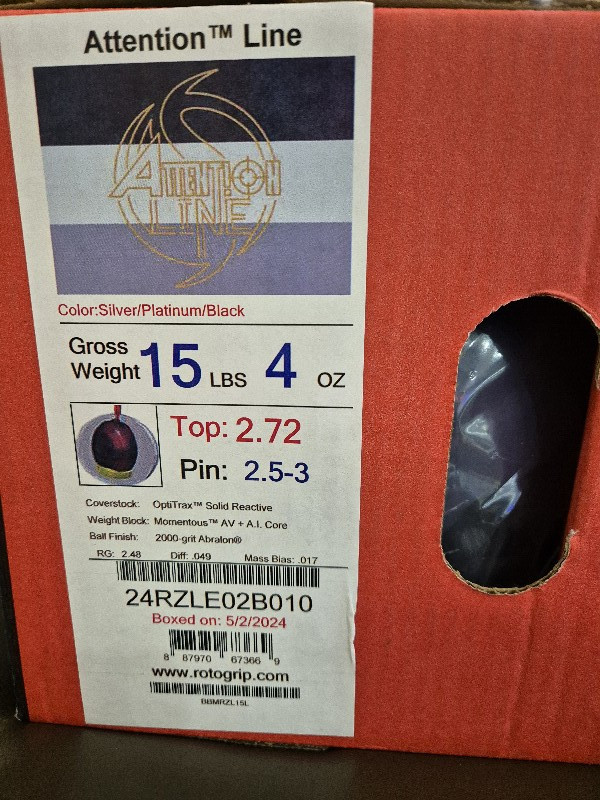 Attention™ Line
ATTENTION
LINE
Color:Silver/Platinum/Black
Gross Weight 15 LBS 4 OZ
Top: 2.72
Pin: 2.5-3
Coverstock: OptiTrax™ Solid Reactive
Weight Block: Momentous™ AV + A.I. Core
Ball Finish: 2000-grit Abralon®
RG: 2.48 Diff: .049 Mass Bias: .017
24RZLE02B010
Boxed on: 5/2/2024
8 87970 67366 9
www.rotogrip.com
BBMRZL15L